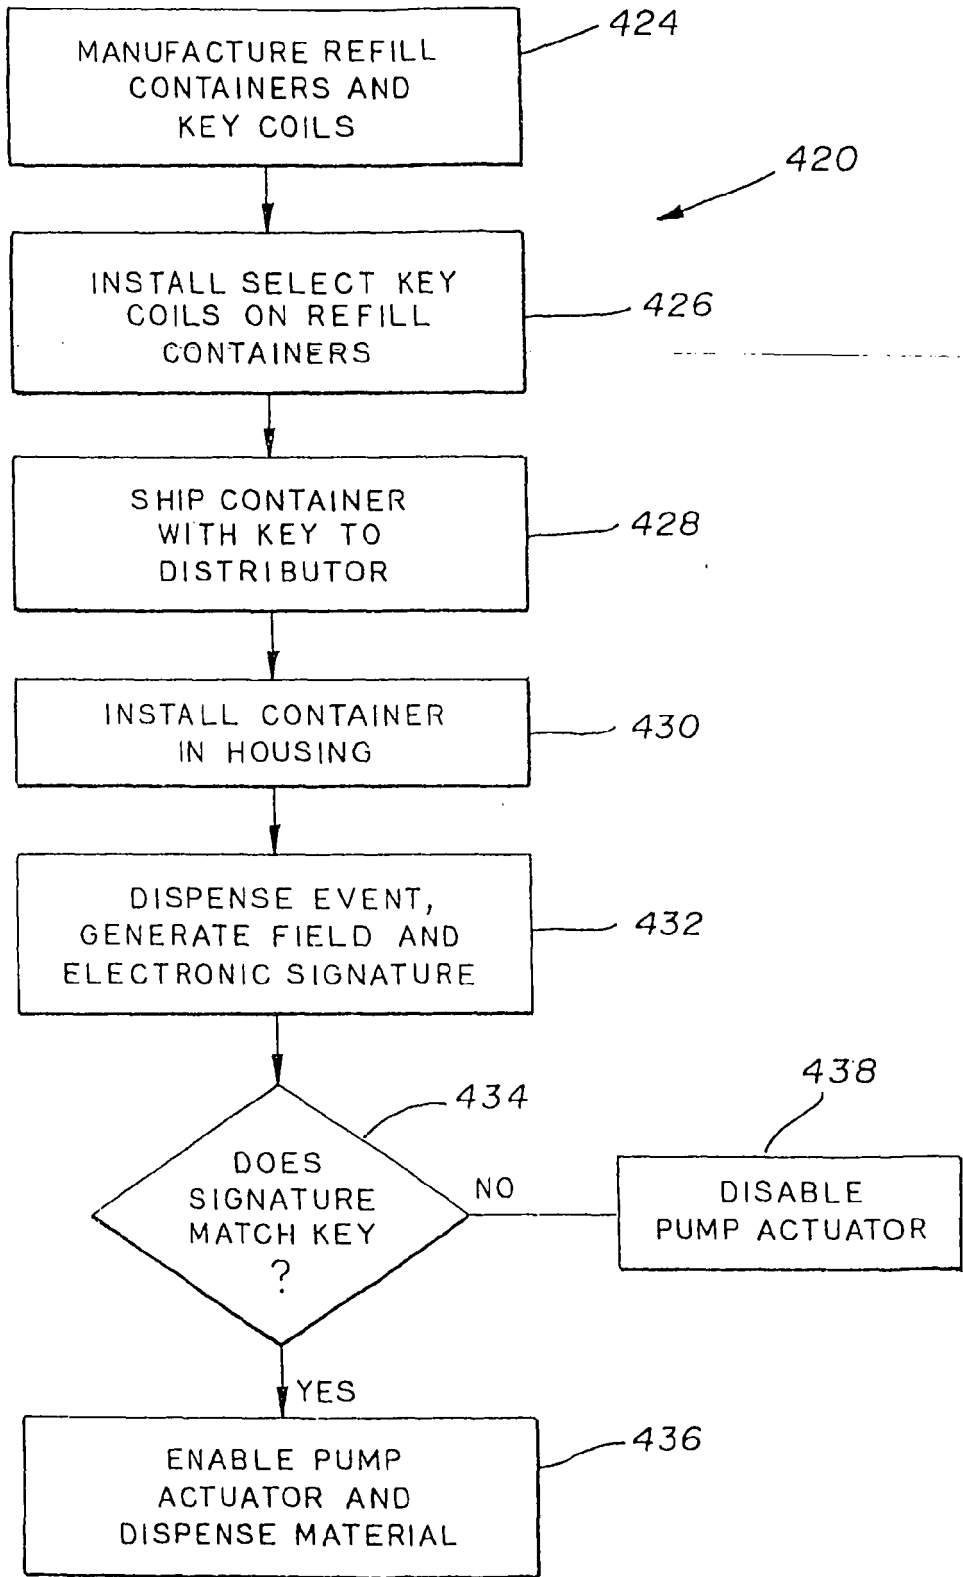 424
MANUFACTURE REFILL
CONTAINERS AND
KEY COILS
420
INSTALL SELECT KEY
COILS ON REFILL
CONTAINERS
426
SHIP CONTAINER
WITH KEY TO
DISTRIBUTOR
428
INSTALL CONTAINER
IN HOUSING
430
DISPENSE EVENT,
GENERATE FIELD AND
ELECTRONIC SIGNATURE
432
434
DOES
SIGNATURE
MATCH KEY
?
NO
438
DISABLE
PUMP ACTUATOR
YES
436
ENABLE PUMP
ACTUATOR AND
DISPENSE MATERIAL